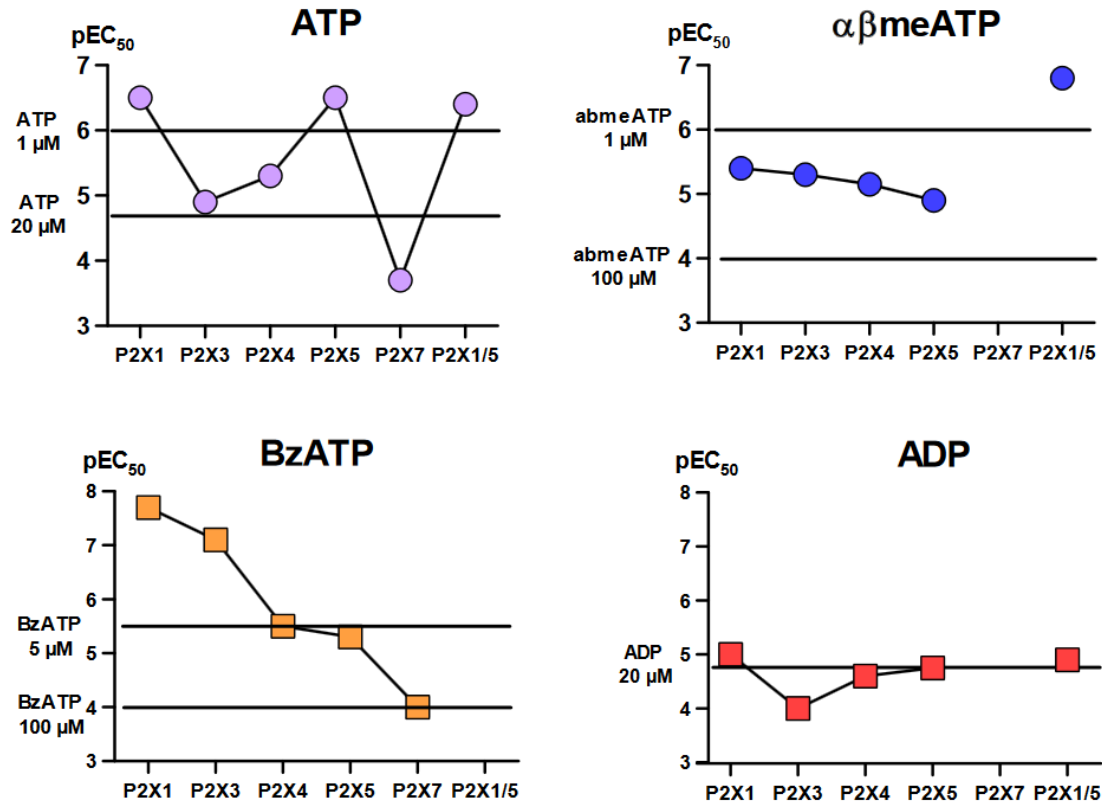 ATP
pEC50
7
ATP
1 µM
6
5
ATP
20 µM
4
3
P2X1 P2X3 P2X4 P2X5 P2X7 P2X1/5
αβmeATP
pEC50
7
abmeATP
1 µM
6
5
abmeATP
100 µM
4
3
P2X1 P2X3 P2X4 P2X5 P2X7 P2X1/5
BzATP
pEC50
8
7
6
BzATP
5 µM
5
BzATP
100 µM
4
3
P2X1 P2X3 P2X4 P2X5 P2X7 P2X1/5
ADP
pEC50
8
7
6
5
ADP
20 µM
4
3
P2X1 P2X3 P2X4 P2X5 P2X7 P2X1/5